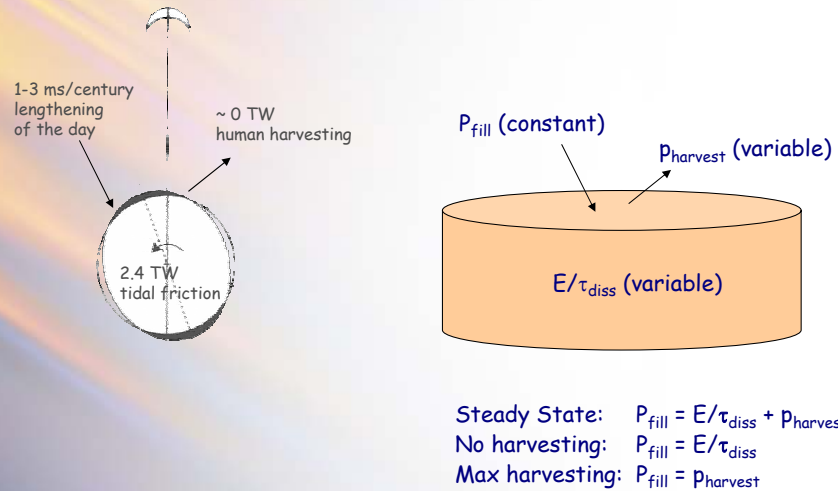 1-3 ms/century
lengthening
of the day
~ 0 TW
human harvesting
2.4 TW
tidal friction
P_fill (constant)
p_harvest (variable)
E/τ_diss (variable)
Steady State: P_fill = E/τ_diss + p_harves
No harvesting: P_fill = E/τ_diss
Max harvesting: P_fill = p_harvest